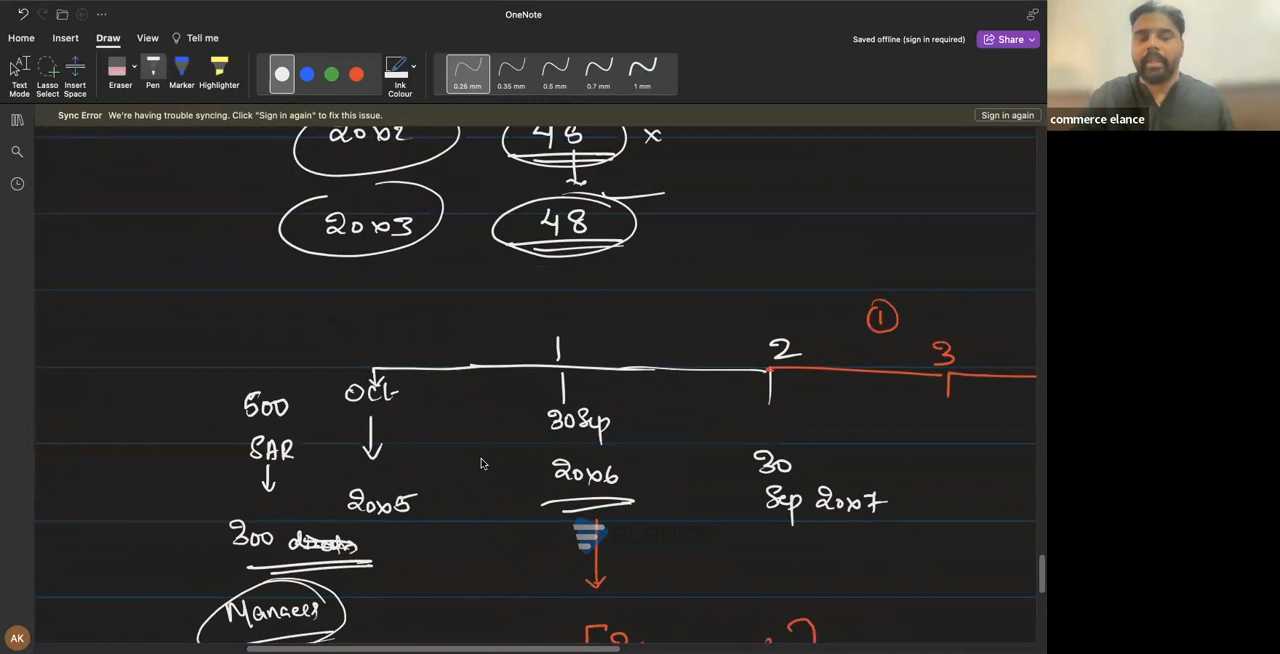 OneNote
Home Insert Draw View Tell me
Saved offline (sign in required)
Share
Text Mode
Lasso Select
Insert Space
Eraser
Pen
Marker
Highlighter
Ink Colour
0.25 mm
0.35 mm
0.5 mm
0.7 mm
1 mm
Sync Error We're having trouble syncing. Click "Sign in again" to fix this issue.
Sign in again
commerce elance
20x2 48 x
20x3 48
1
1 2 3
500 Oct
SAR
30 Sep
30
20x6
20x5
Sep 20x7
300
ELANCE
AK